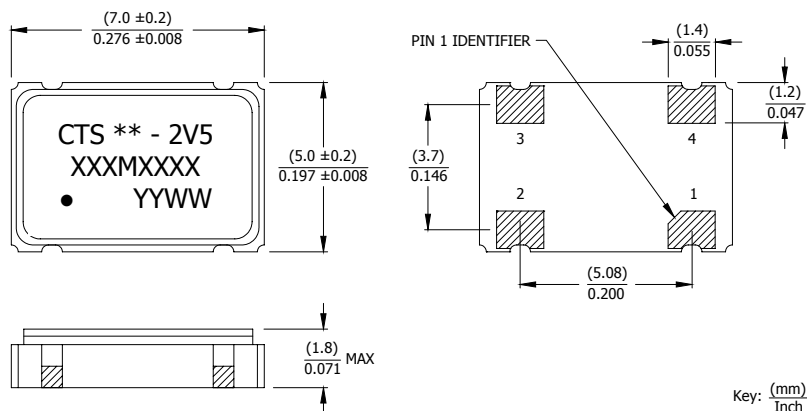 (7.0 ±0.2)
0.276 ±0.008
CTS ** - 2V5
XXXMXXXX
YYWW
(5.0 ±0.2)
0.197 ±0.008
(1.8)
0.071
MAX
PIN 1 IDENTIFIER
(1.4)
0.055
(1.2)
0.047
3
4
(3.7)
0.146
2
1
(5.08)
0.200
Key: (mm)
Inch